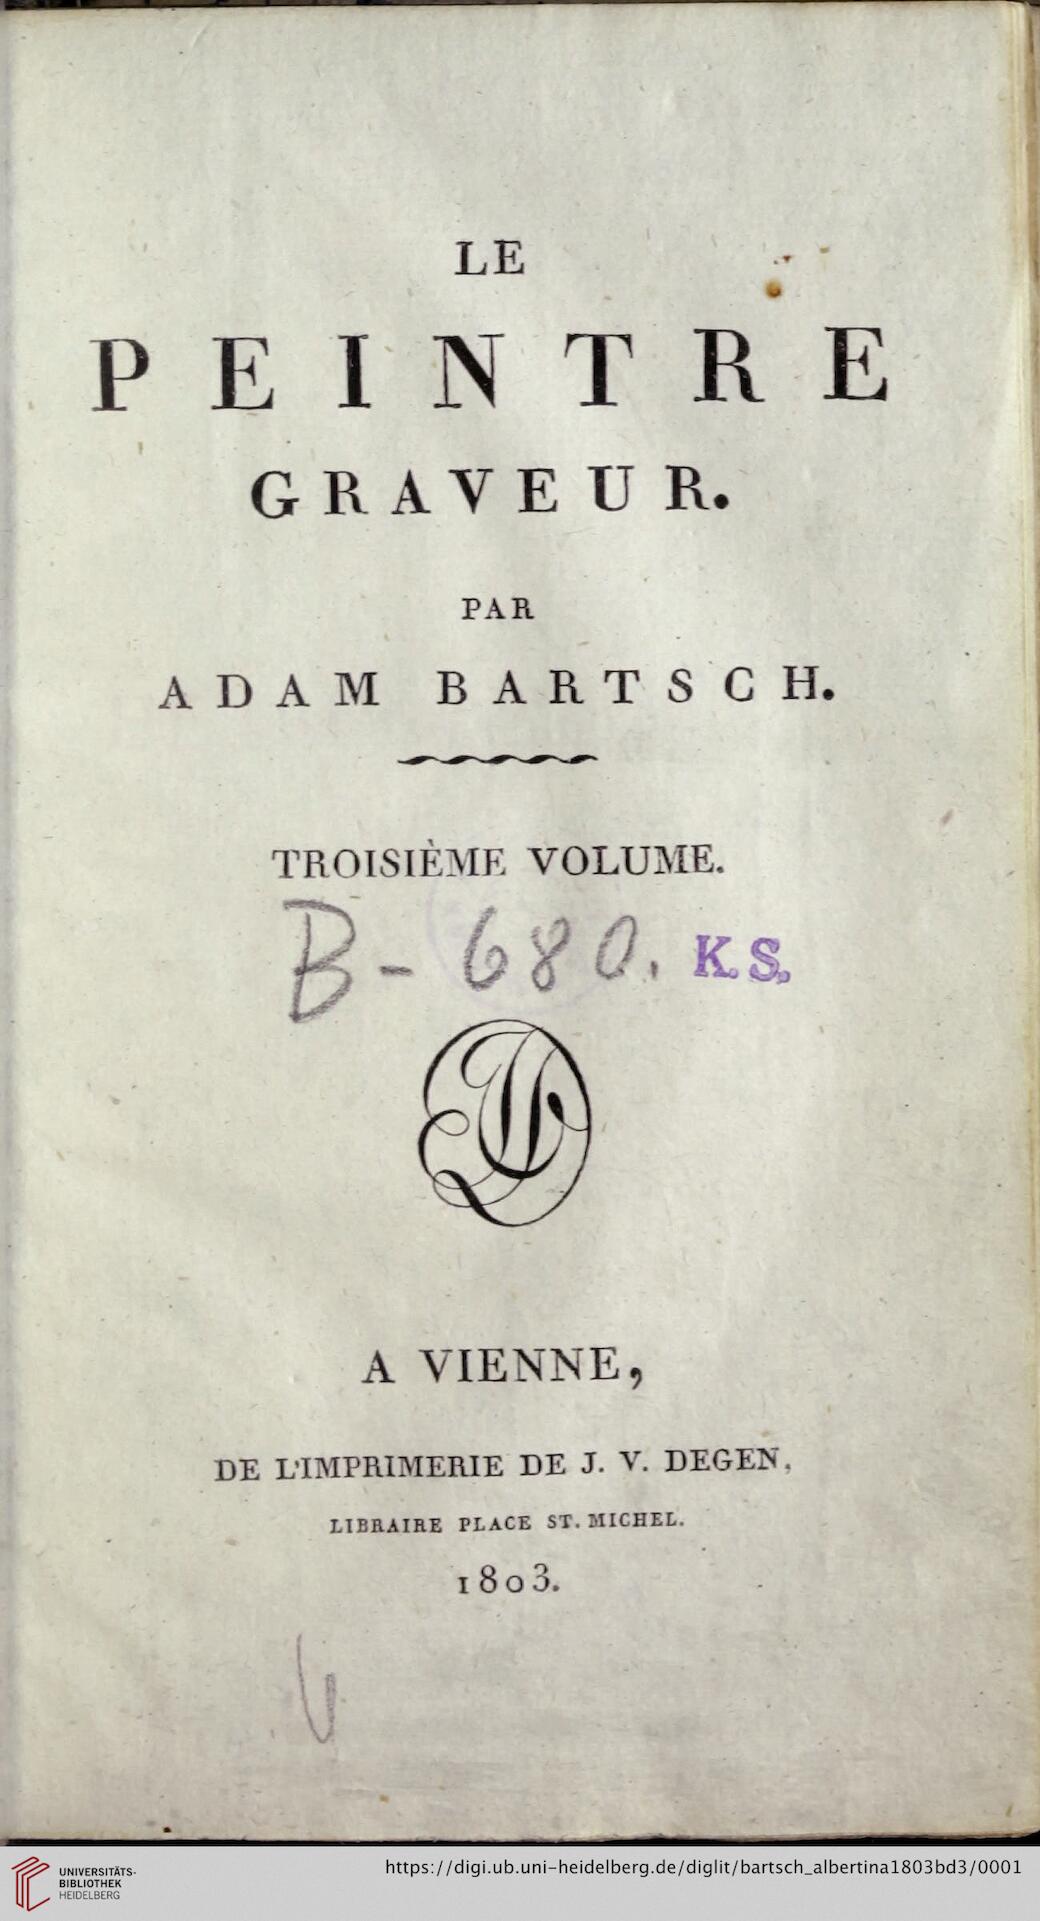 LE
PEINTRE
GRAVEUR.
PAR
ADAM BARTSCH.
TROISIÈME VOLUME.
B-680. K.S.
A VIENNE,
DE L'IMPRIMERIE DE J. V. DEGEN,
LIBRAIRE PLACE ST. MICHEL.
1803.
UNIVERSITÄTS-
BIBLIOTHEK
HEIDELBERG
https://digi.ub.uni-heidelberg.de/diglit/bartsch_albertina1803bd3/0001